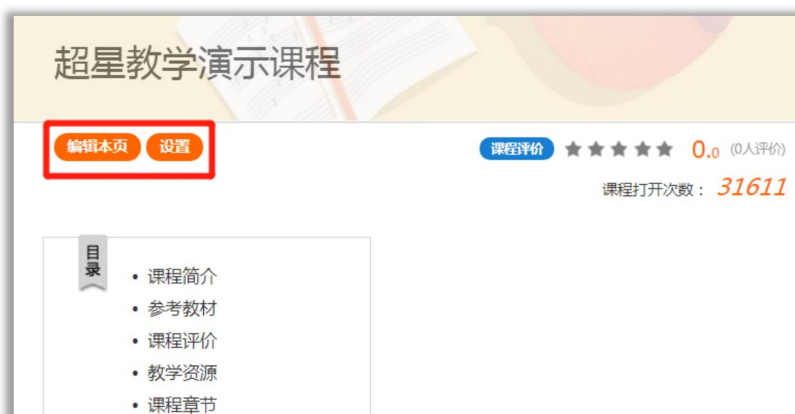 超星教学演示课程
编辑本页 设置
课程评价 0.0 (0人评价)
课程打开次数： 31611
目录
• 课程简介
• 参考教材
• 课程评价
• 教学资源
• 课程章节